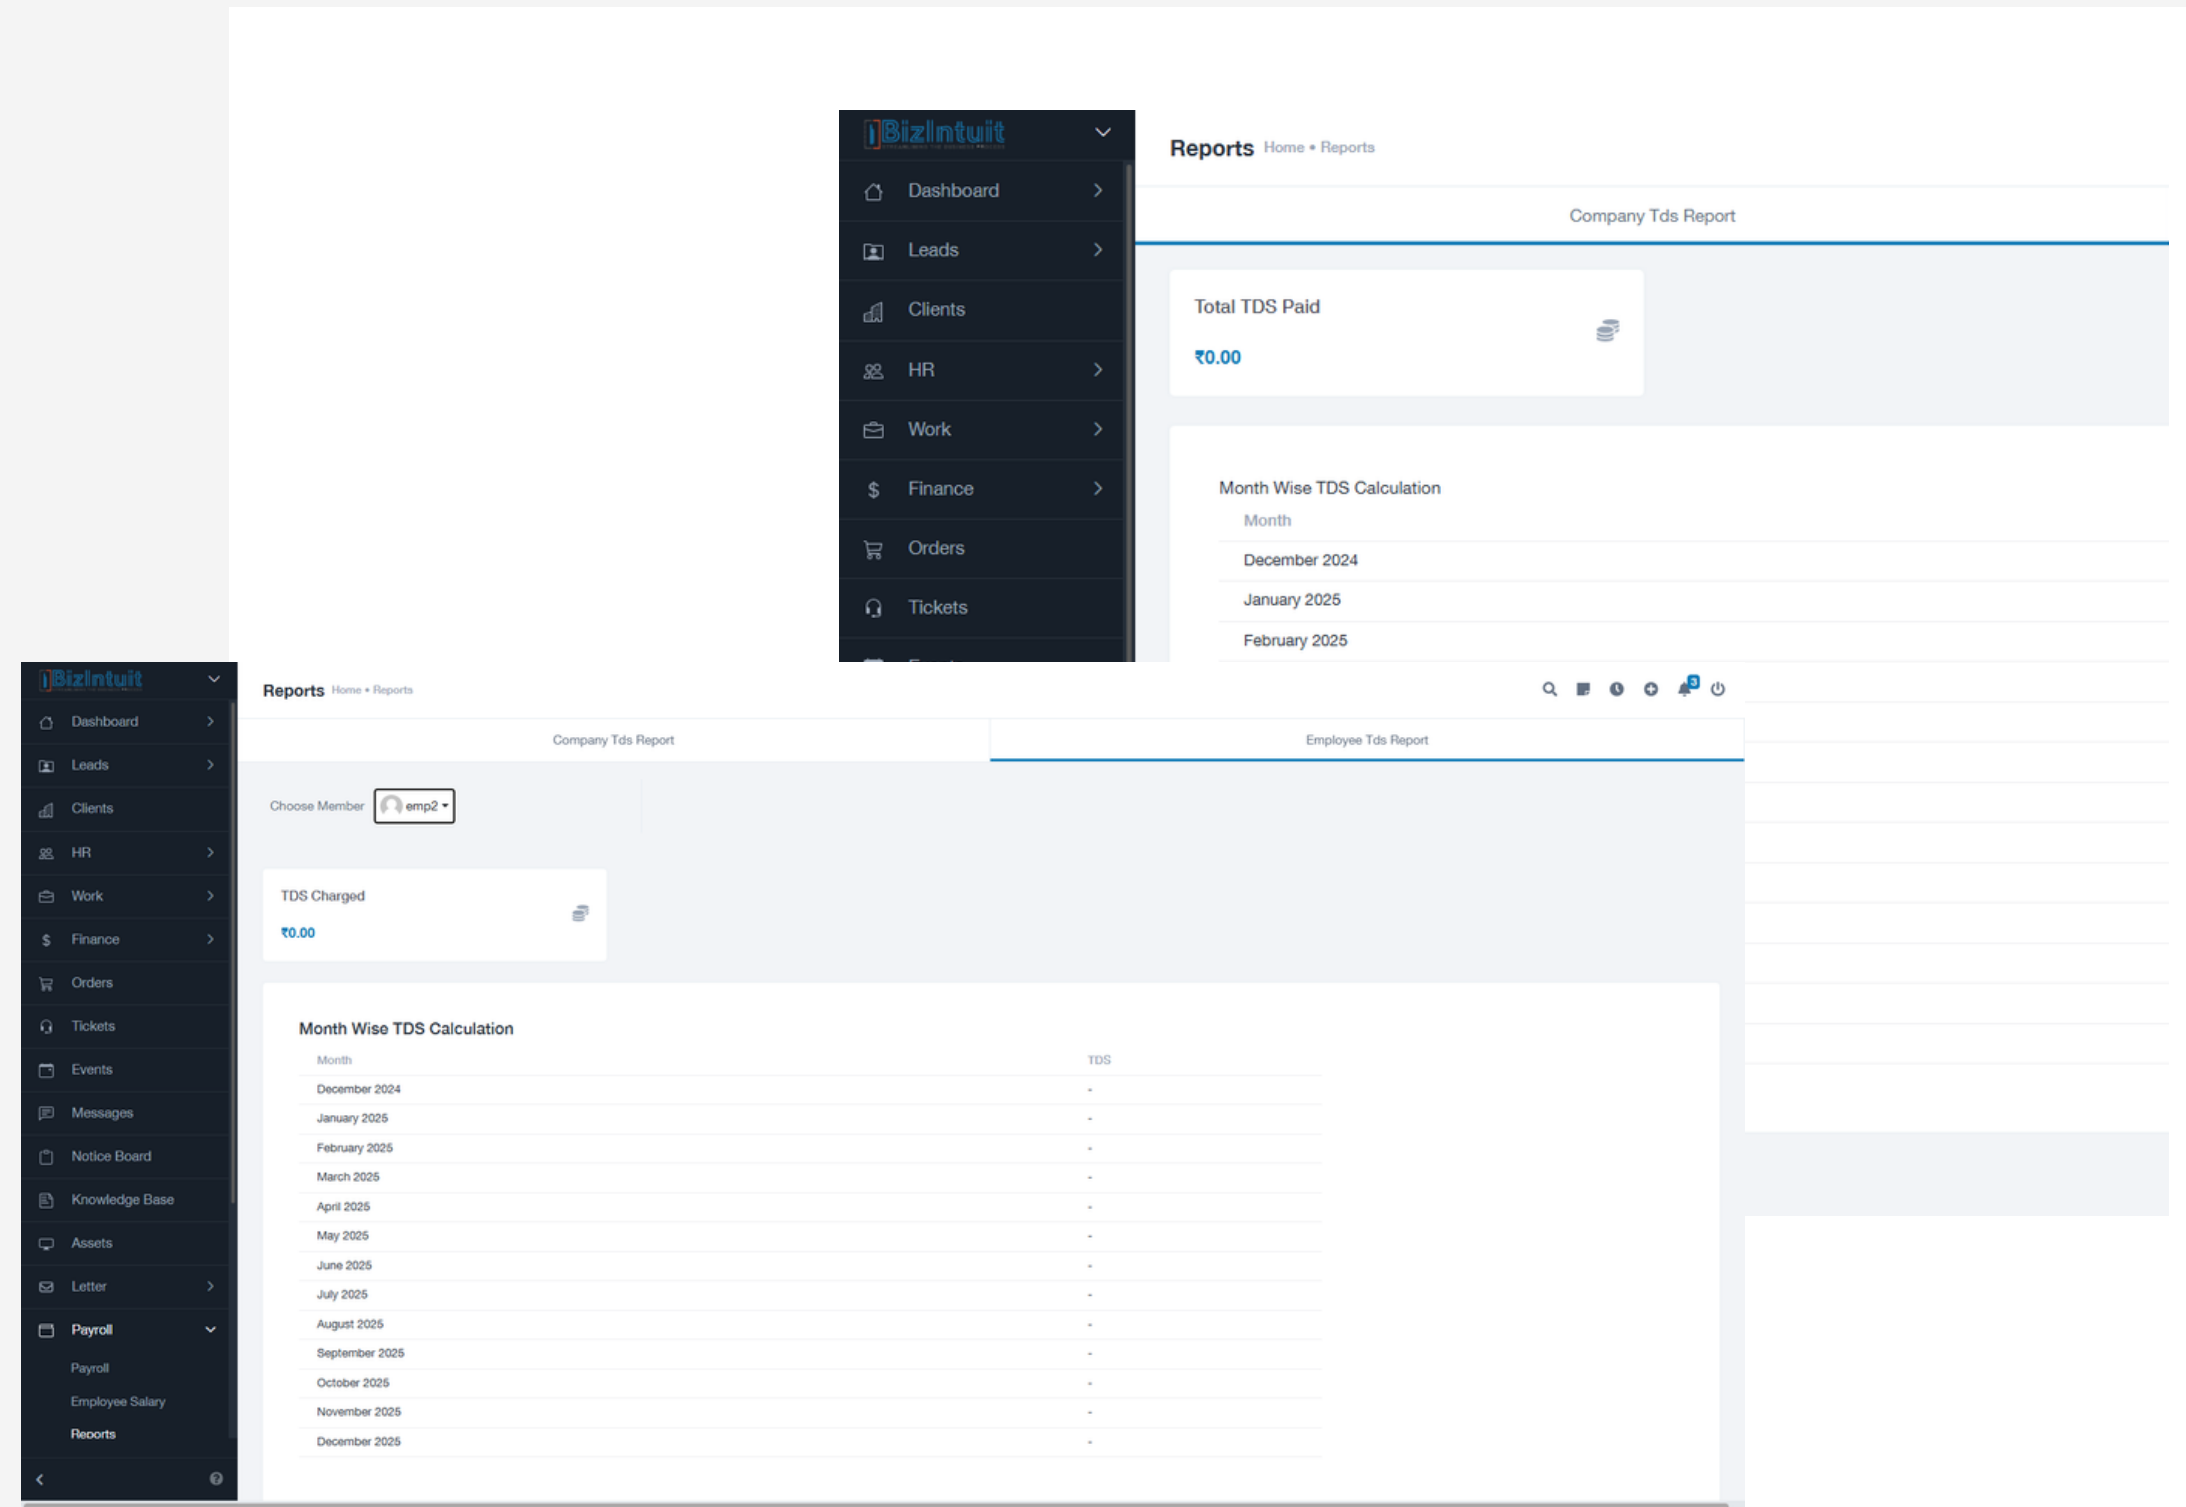 BizIntuit
Dashboard
Leads
Clients
HR
Work
Finance
Orders
Tickets
Reports Home • Reports
Company Tds Report
Total TDS Paid
₹0.00
Month Wise TDS Calculation
Month
December 2024
January 2025
February 2025
BizIntuit
Dashboard
Leads
Clients
HR
Work
Finance
Orders
Tickets
Events
Messages
Notice Board
Knowledge Base
Assets
Letter
Payroll
Payroll
Employee Salary
Reports
Reports Home • Reports
3
Company Tds Report
Employee Tds Report
Choose Member emp2
TDS Charged
₹0.00
Month Wise TDS Calculation
Month TDS
December 2024 -
January 2025 -
February 2025 -
March 2025 -
April 2025 -
May 2025 -
June 2025 -
July 2025 -
August 2025 -
September 2025 -
October 2025 -
November 2025 -
December 2025 -